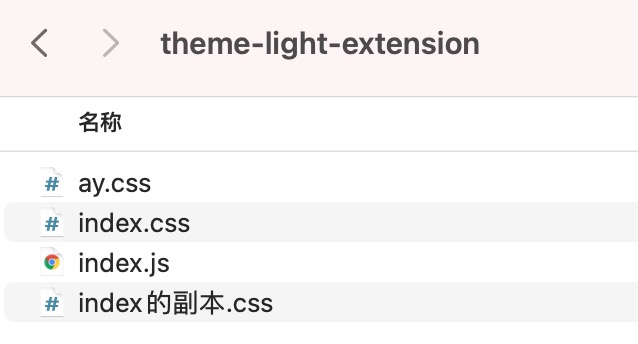 theme-light-extension
名称
ay.css
index.css
index.js
index的副本.css